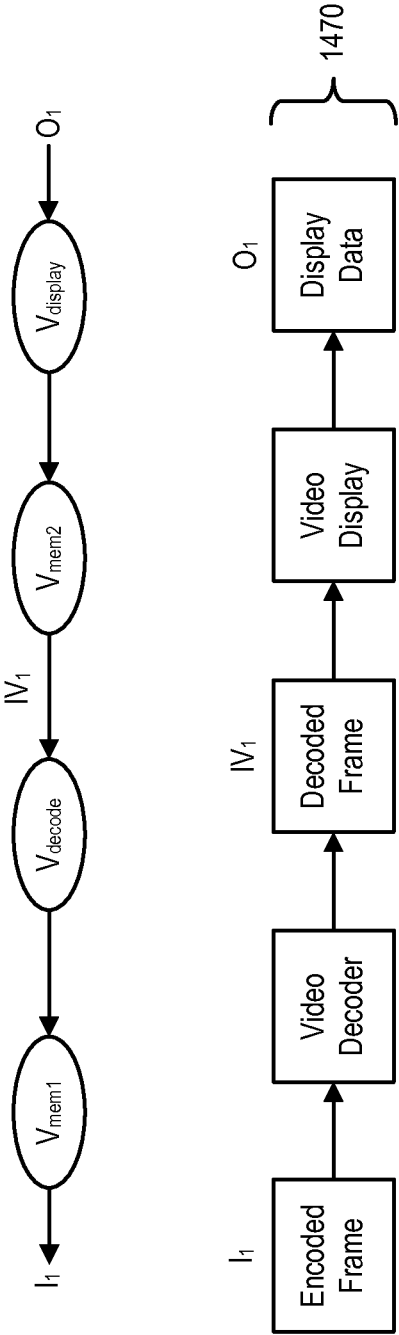 I₁
Vmem1
Vdecode
IV₁
Vmem2
Vdisplay
O₁
I₁
Encoded
Frame
Video
Decoder
IV₁
Decoded
Frame
Video
Display
O₁
Display
Data
1470